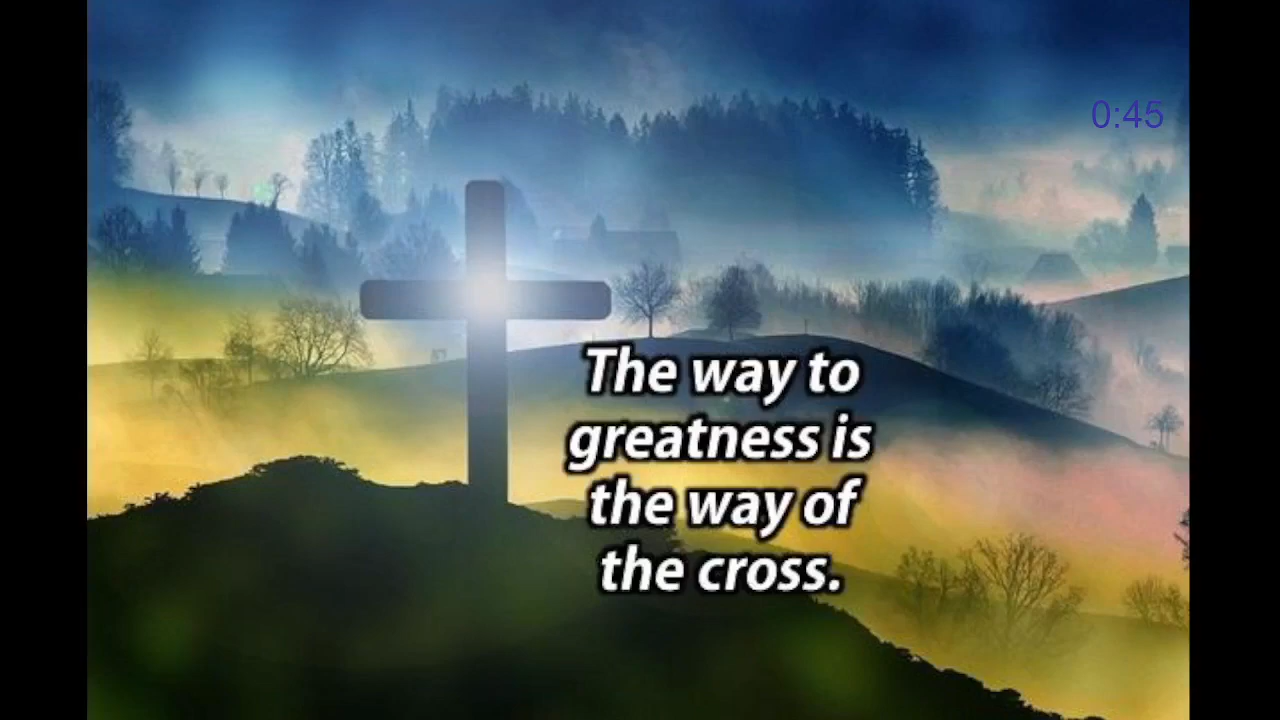 0:45
The way to
greatness is
the way of
the cross.